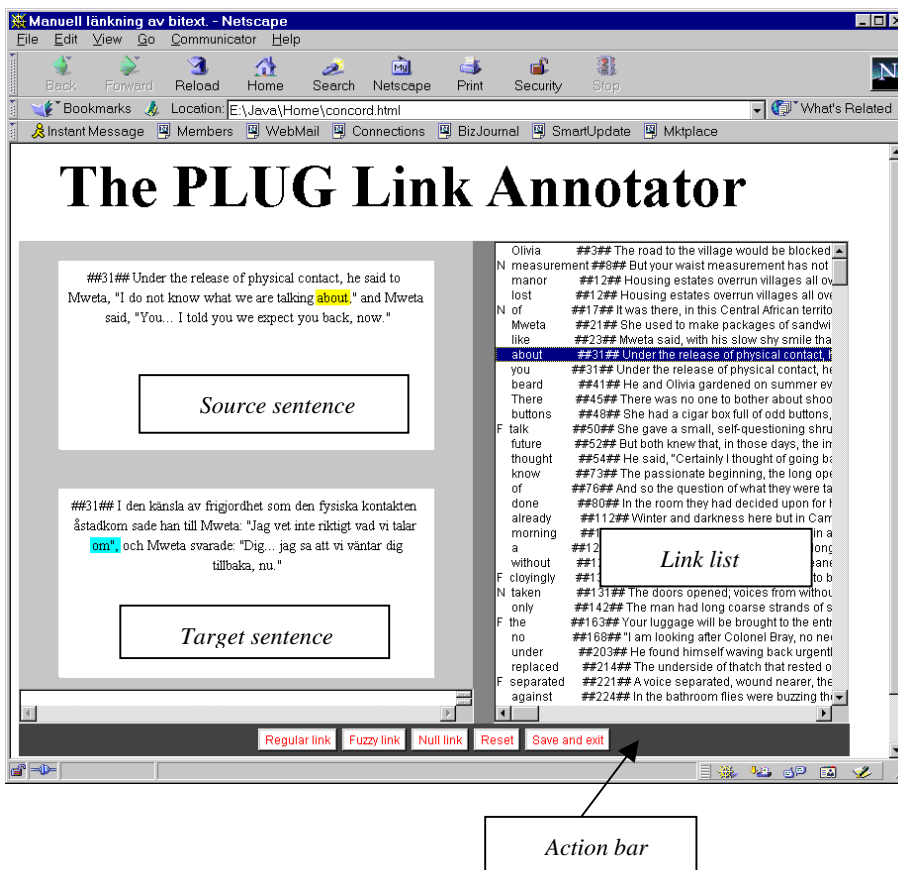 Manuell länkning av bitext. - Netscape
File Edit View Go Communicator Help
Back Forward Reload Home Search Netscape Print Security Stop
My
N
Bookmarks Location: E:\Java\Home\concord.html What's Related
Instant Message Members WebMail Connections BizJournal SmartUpdate Mktplace
The PLUG Link Annotator
##31## Under the release of physical contact, he said to
Mweta, "I do not know what we are talking about," and Mweta
said, "You... I told you we expect you back, now."
Source sentence
##31## I den känsla av frigjordhet som den fysiska kontakten
åstadkom sade han till Mweta: "Jag vet inte riktigt vad vi talar
om", och Mweta svarade: "Dig... jag sa att vi väntar dig
tillbaka, nu."
Target sentence
Olivia ##3## The road to the village would be blocked
N measurement ##8## But your waist measurement has not
manor ##12## Housing estates overrun villages all ov
lost ##12## Housing estates overrun villages all ove
N of ##17## It was there, in this Central African territo
Mweta ##21## She used to make packages of sandwi
like ##23## Mweta said, with his slow shy smile tha
about ##31## Under the release of physical contact, h
you ##31## Under the release of physical contact, he
beard ##41## He and Olivia gardened on summer ev
There ##45## There was no one to bother about shoo
buttons ##48## She had a cigar box full of odd buttons,
F talk ##50## She gave a small, self-questioning shru
future ##52## But both knew that, in those days, the im
thought ##54## He said, "Certainly I thought of going ba
know ##73## The passionate beginning, the long ope
of ##76## And so the question of what they were ta
done ##80## In the room they had decided upon for h
already ##112## Winter and darkness here but in Cam
morning ##1 in a
a ##12 long
without ##1 eane
F cloyingly ##13 to b
Link list
N taken ##131## The doors opened; voices from withou
only ##142## The man had long coarse strands of s
F the ##163## Your luggage will be brought to the entr
no ##168## "I am looking after Colonel Bray, no nee
under ##203## He found himself waving back urgentl
replaced ##214## The underside of thatch that rested o
F separated ##221## A voice separated, wound nearer, the
against ##224## In the bathroom flies were buzzing the
Regular link Fuzzy link Null link Reset Save and exit
Action bar